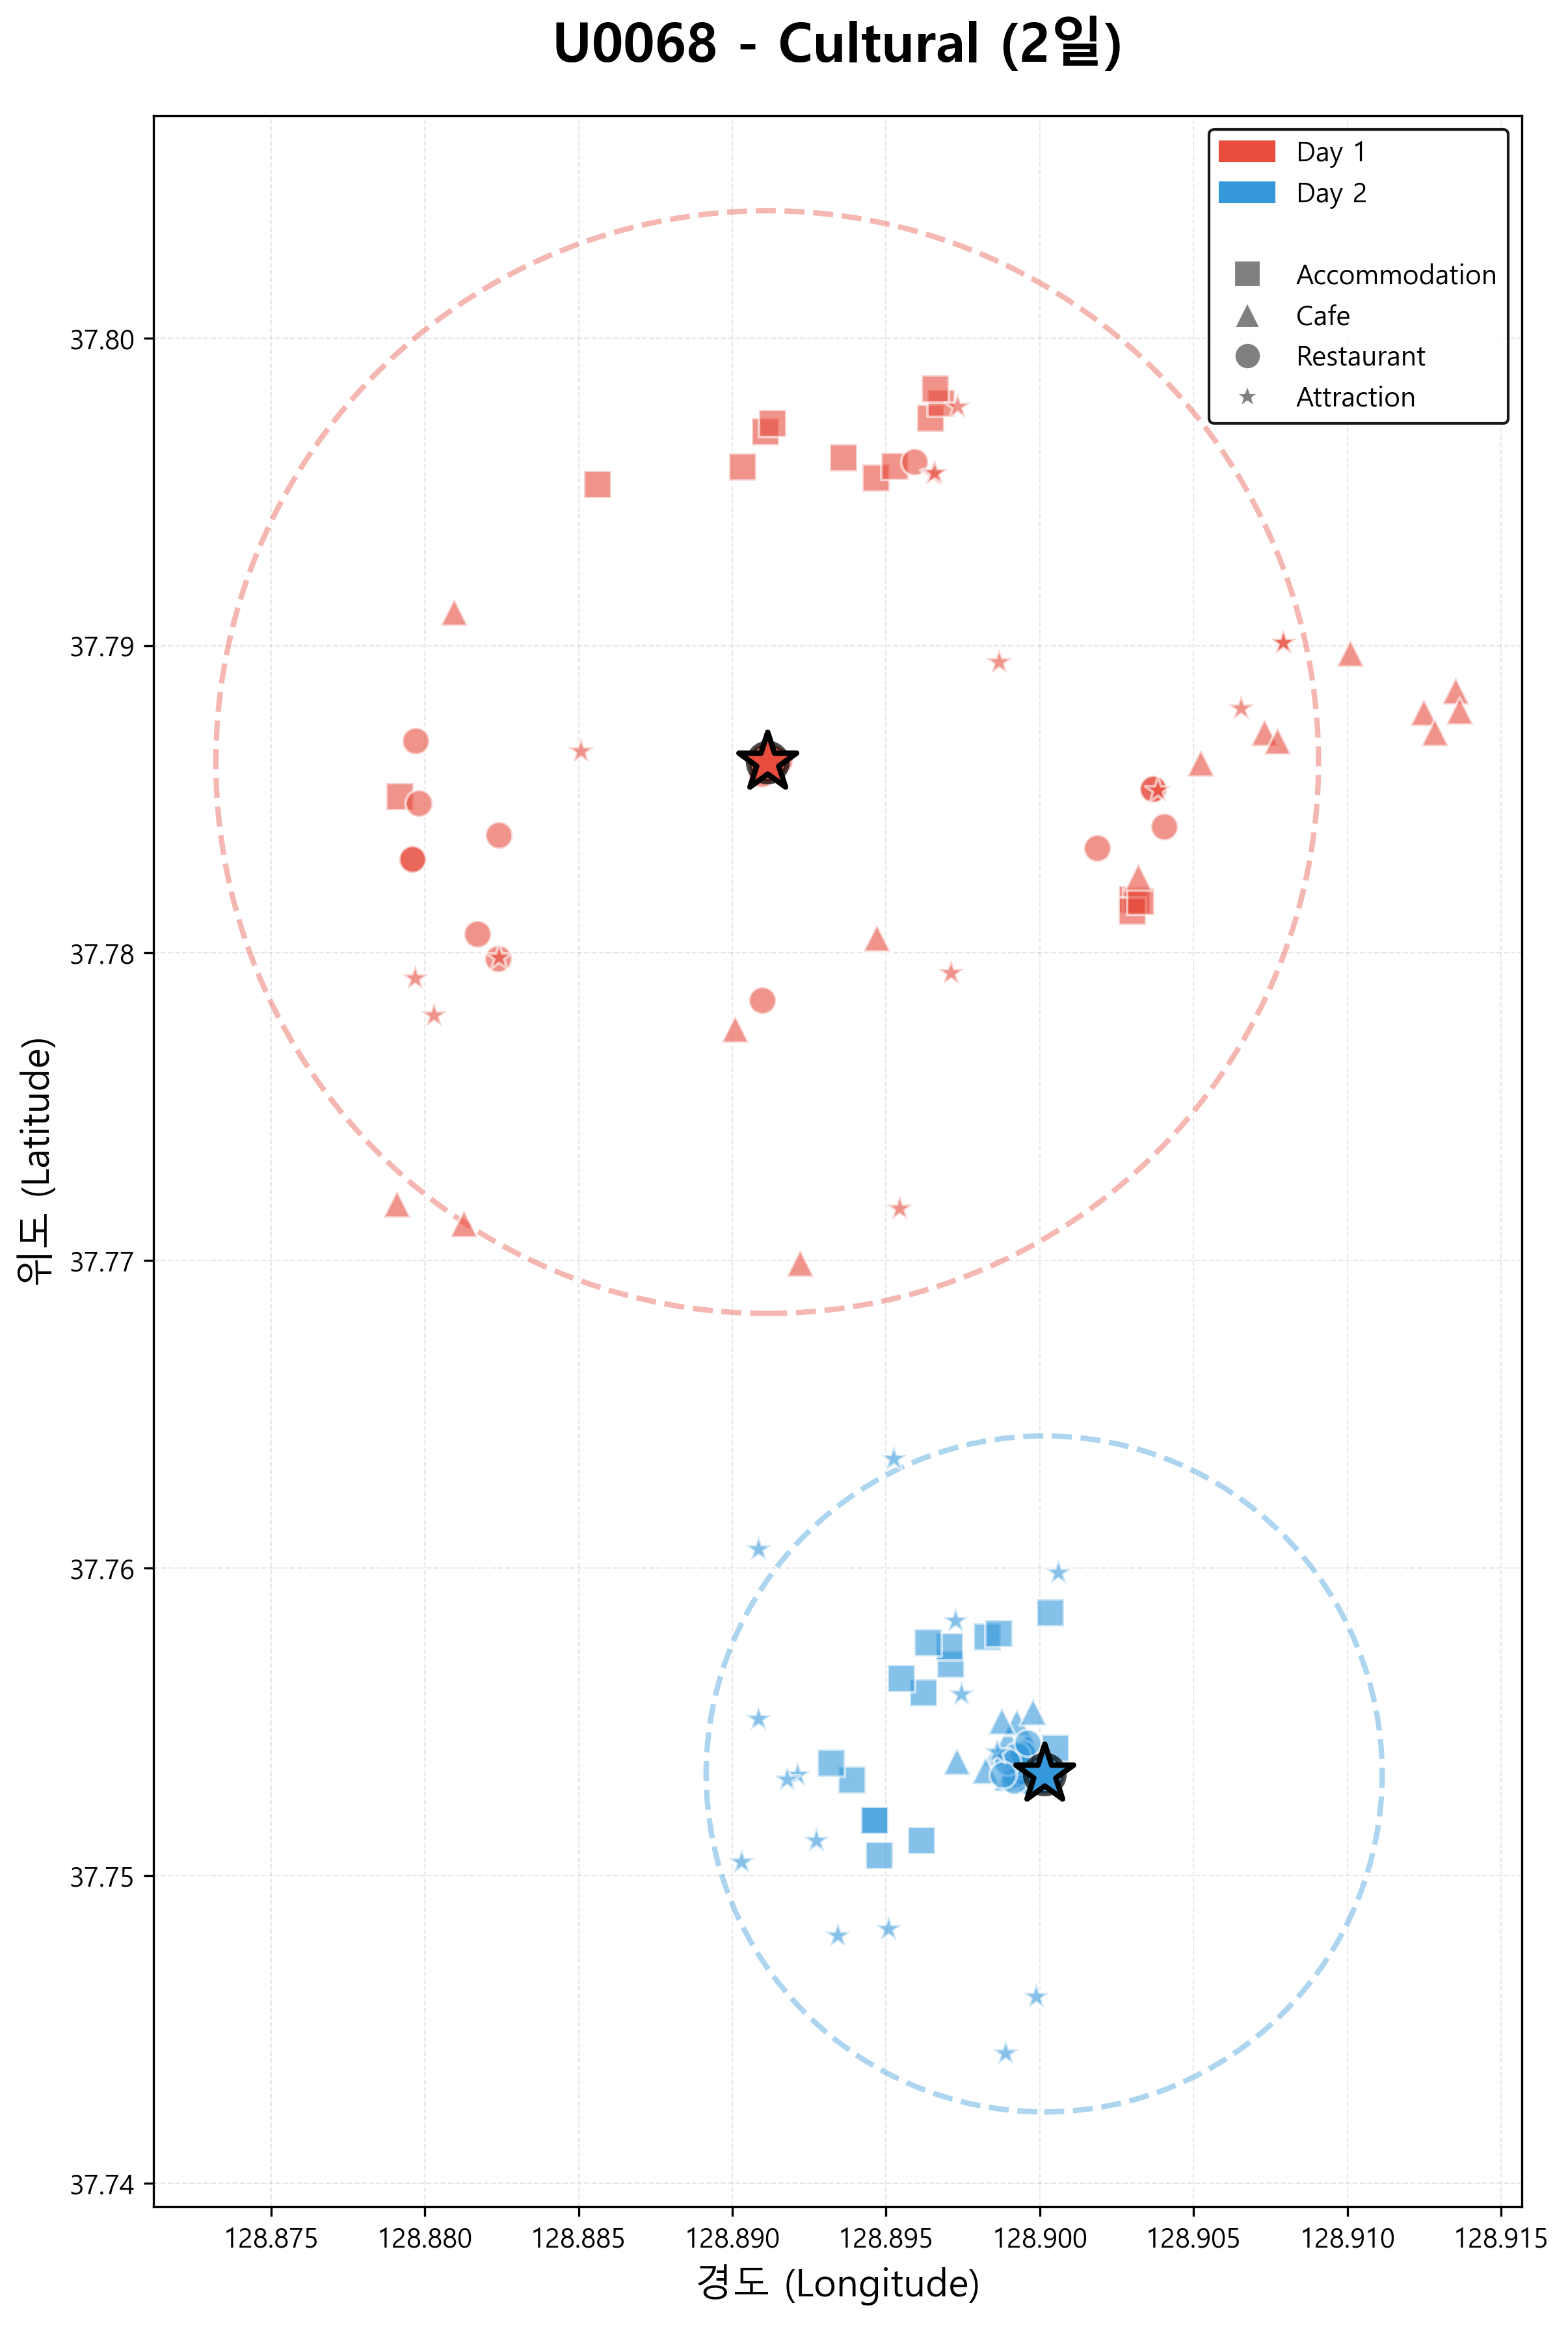 U0068 - Cultural (2일)
Day 1
Day 2
Accommodation
Cafe
Restaurant
Attraction
37.80
37.79
37.78
37.77
37.76
37.75
37.74
위도 (Latitude)
128.875 128.880 128.885 128.890 128.895 128.900 128.905 128.910 128.915
경도 (Longitude)